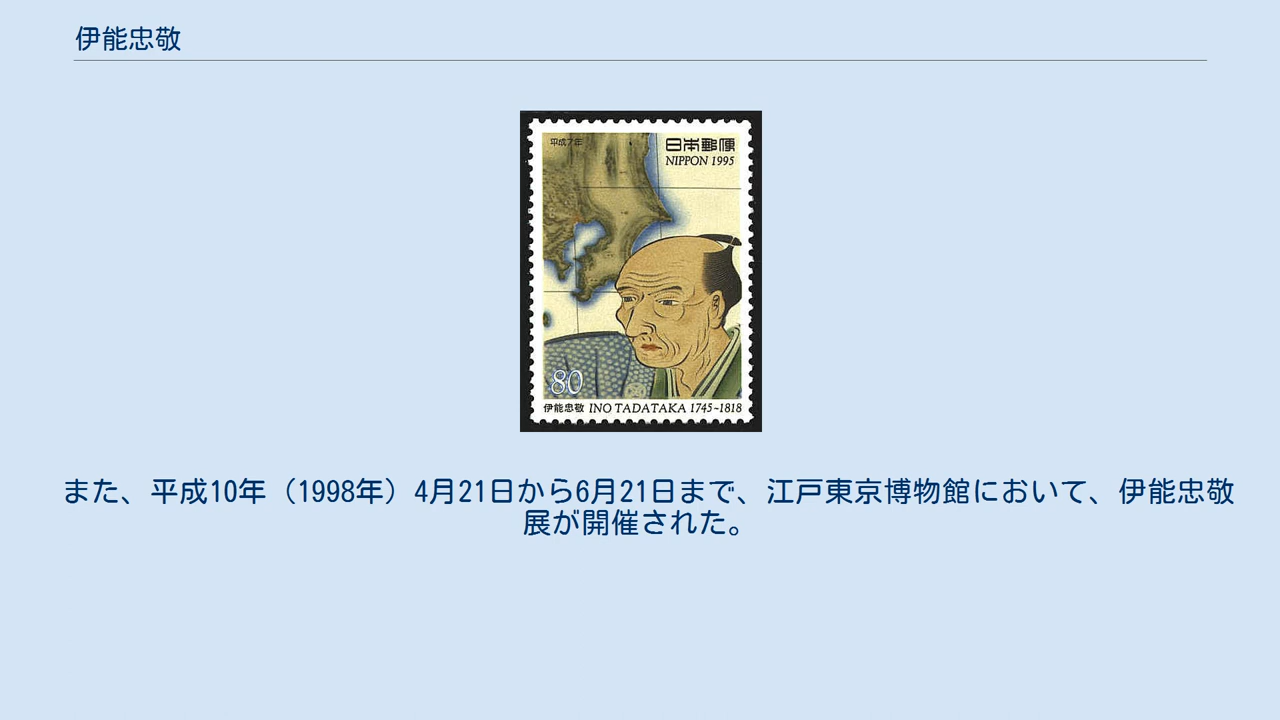 伊能忠敬
平成7年
日本郵便
NIPPON 1995
80
伊能忠敬 INO TADATAKA 1745~1818
また、平成10年（1998年）4月21日から6月21日まで、江戸東京博物館において、伊能忠敬
展が開催された。